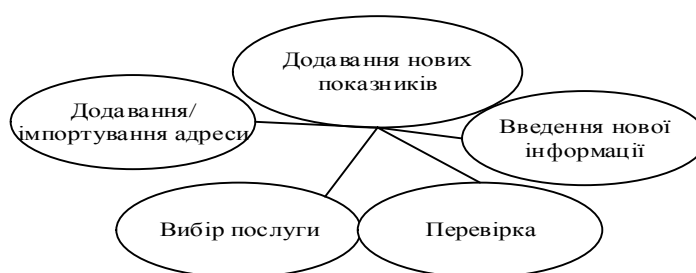 Додавання нових
показників
Додавання/
імпортування адреси
Введення нової
інформації
Вибір послуги
Перевірка